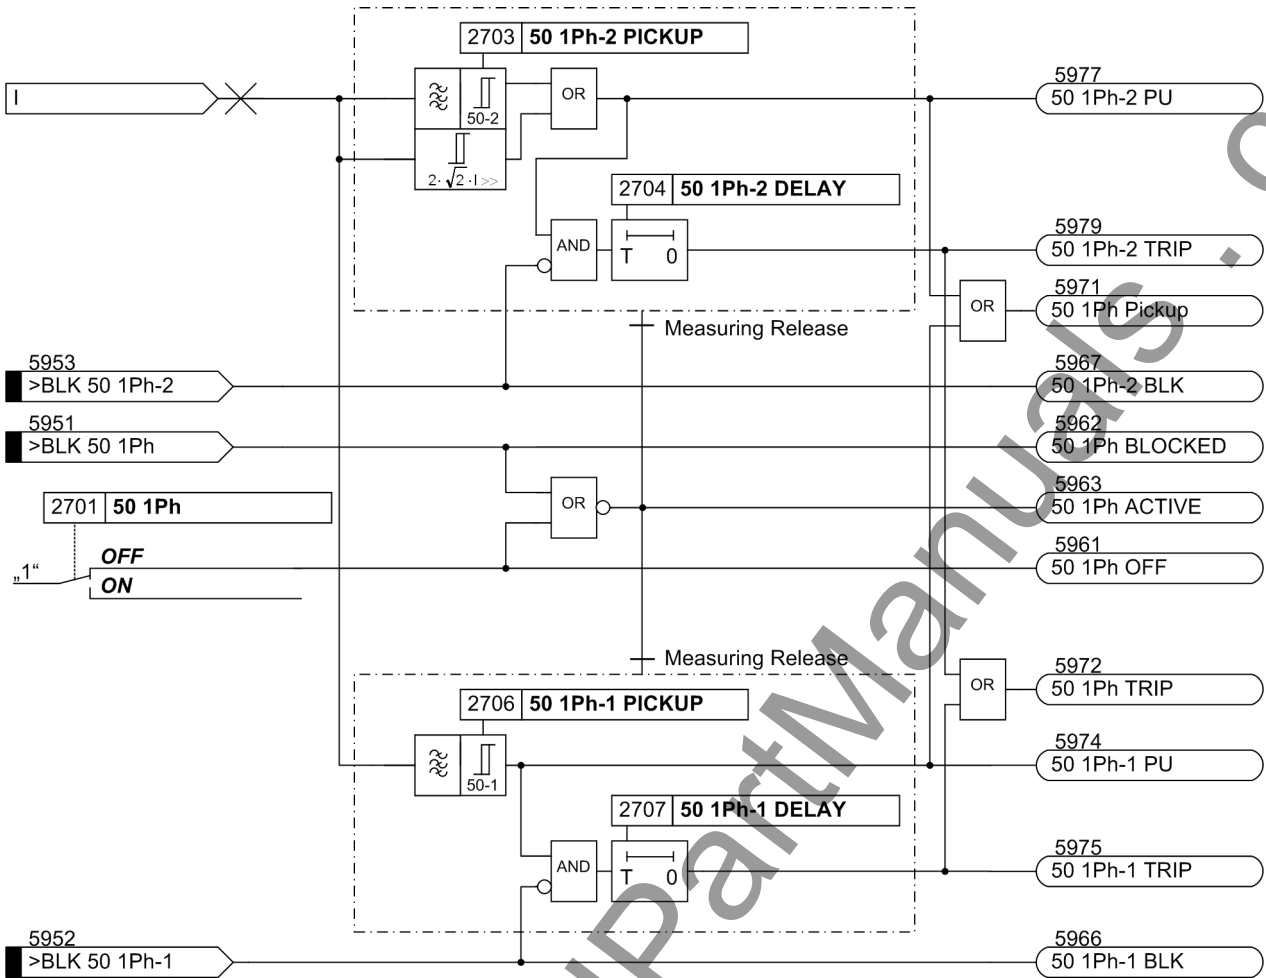 2703 50 1Ph-2 PICKUP
I
OR
50-2
2·√2·I>>
5977
50 1Ph-2 PU
2704 50 1Ph-2 DELAY
AND
T 0
5979
50 1Ph-2 TRIP
5971
50 1Ph Pickup
OR
Measuring Release
5953
>BLK 50 1Ph-2
5967
50 1Ph-2 BLK
5951
>BLK 50 1Ph
5962
50 1Ph BLOCKED
2701 50 1Ph
OR
5963
50 1Ph ACTIVE
„1“
OFF
ON
5961
50 1Ph OFF
Measuring Release
OR
5972
50 1Ph TRIP
2706 50 1Ph-1 PICKUP
50-1
5974
50 1Ph-1 PU
2707 50 1Ph-1 DELAY
AND
T 0
5975
50 1Ph-1 TRIP
5952
>BLK 50 1Ph-1
5966
50 1Ph-1 BLK
PartManuals . c